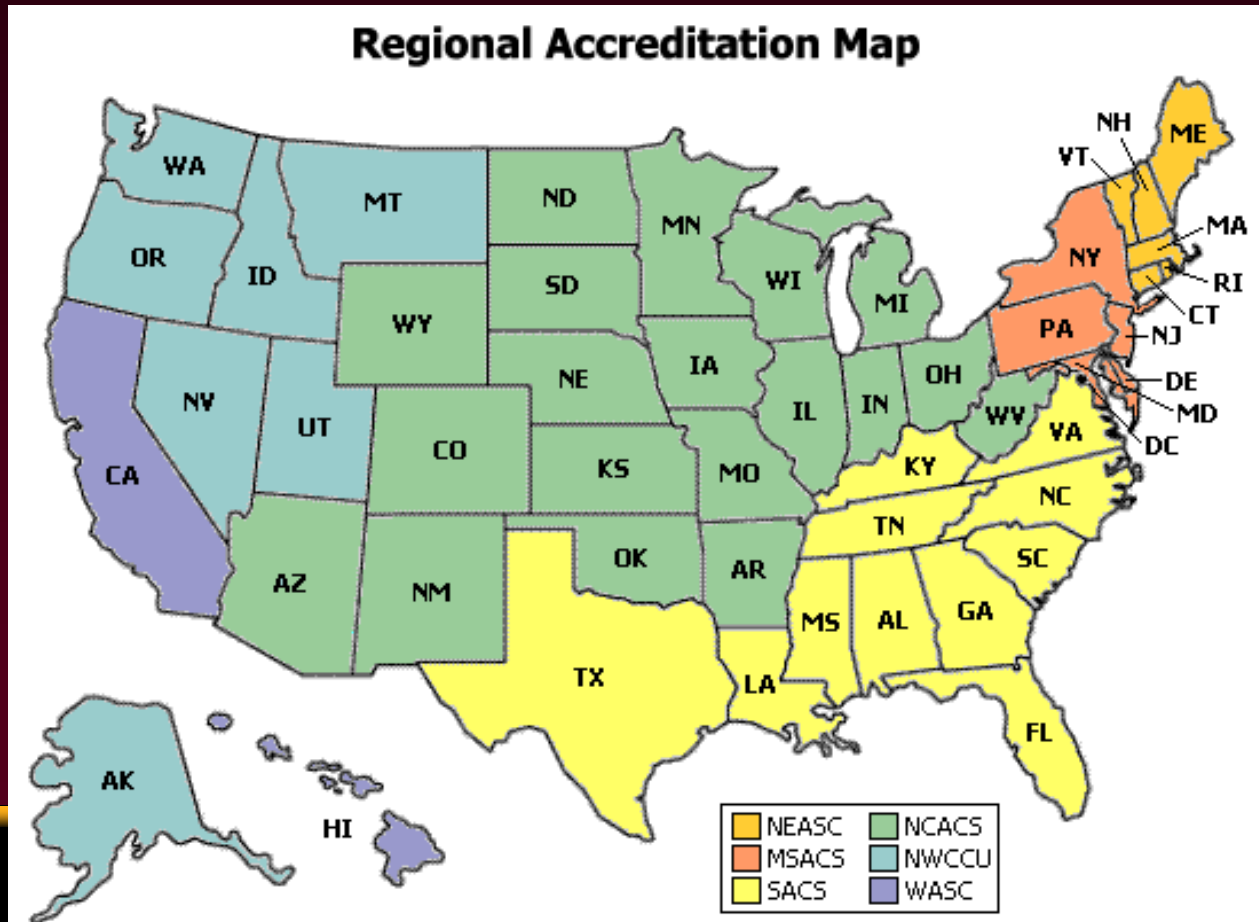 Regional Accreditation Map
ME
NH
VT
WA
MT
ND
MN
MA
OR
ID
SD
WI
MI
NY
RI
CT
WY
PA
NJ
IA
NE
OH
DE
MD
NV
UT
IL
IN
WV
VA
DC
CO
KS
MO
KY
CA
NC
TN
OK
AR
SC
AZ
NM
MS
AL
GA
TX
LA
FL
AK
HI
NEASC
NCACS
MSACS
NWCCU
SACS
WASC